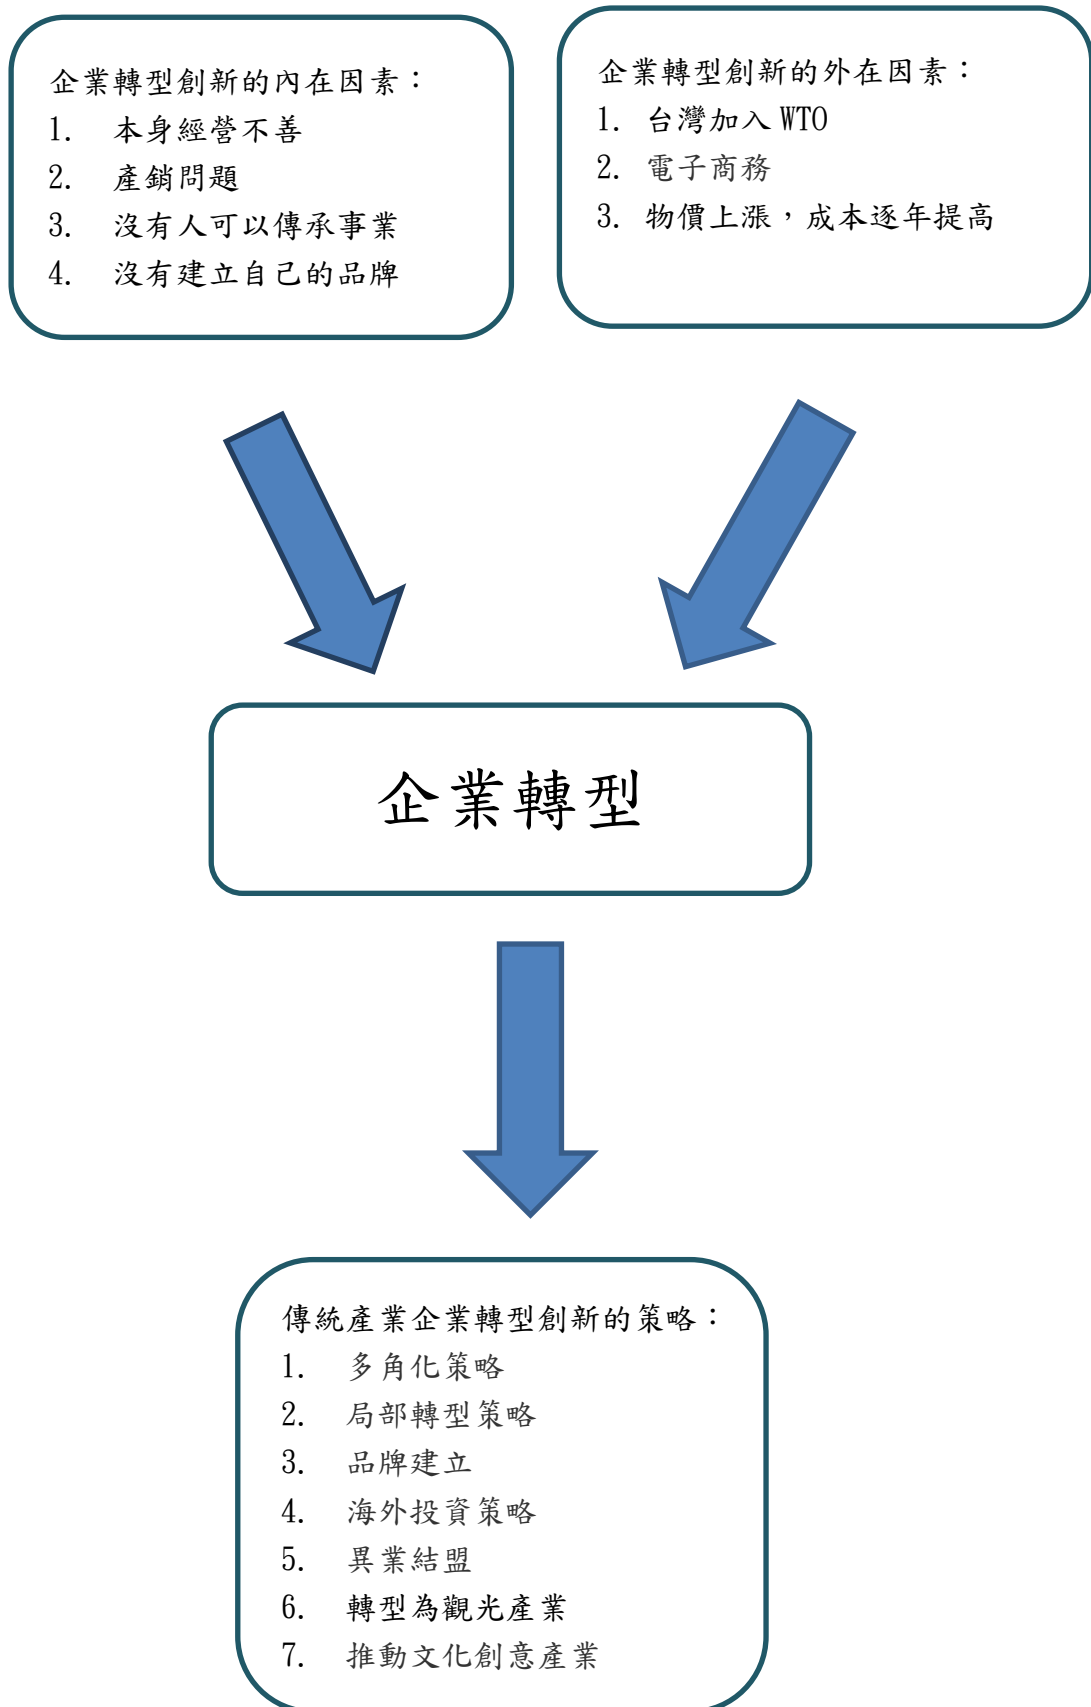 企業轉型創新的內在因素：
1. 本身經營不善
2. 產銷問題
3. 沒有人可以傳承事業
4. 沒有建立自己的品牌
企業轉型創新的外在因素：
1. 台灣加入 WTO
2. 電子商務
3. 物價上漲，成本逐年提高
企業轉型
傳統產業企業轉型創新的策略：
1. 多角化策略
2. 局部轉型策略
3. 品牌建立
4. 海外投資策略
5. 異業結盟
6. 轉型為觀光產業
7. 推動文化創意產業